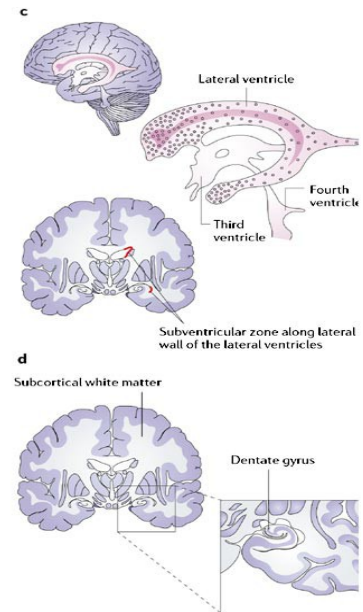 c
Lateral ventricle
Fourth
ventricle
Third
ventricle
Subventricular zone along lateral
wall of the lateral ventricles
d
Subcortical white matter
Dentate gyrus